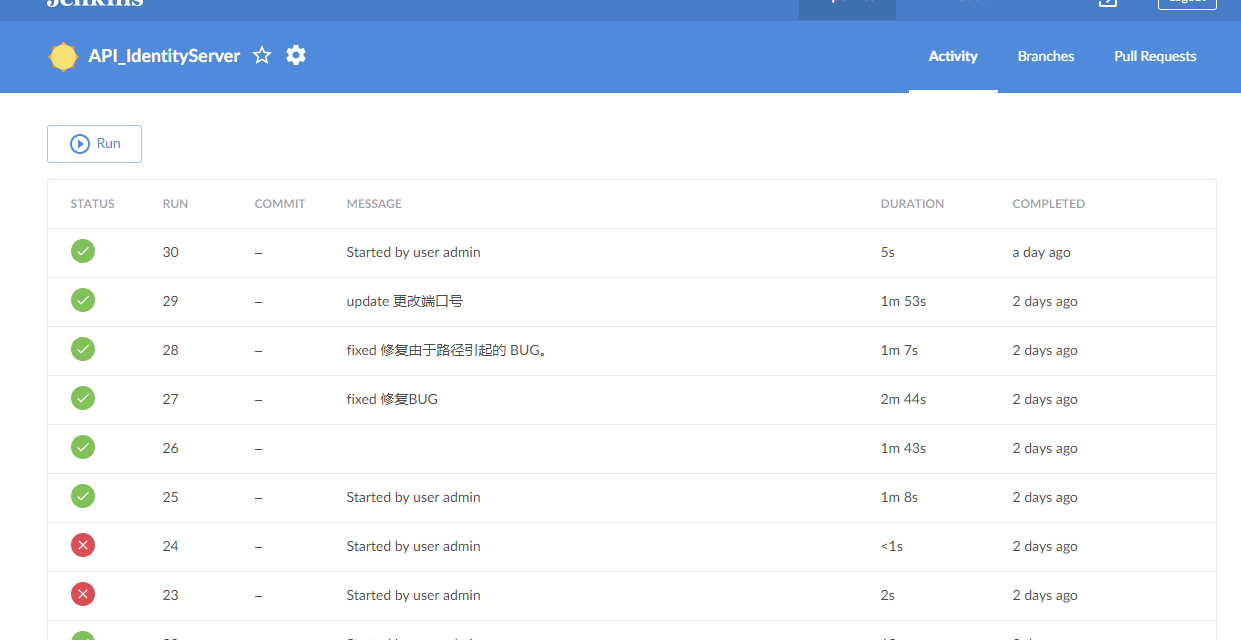 Jenkins
API_IdentityServer
Activity Branches Pull Requests
Run
STATUS RUN COMMIT MESSAGE DURATION COMPLETED
30 – Started by user admin 5s a day ago
29 – update 更改端口号 1m 53s 2 days ago
28 – fixed 修复由于路径引起的 BUG。 1m 7s 2 days ago
27 – fixed 修复BUG 2m 44s 2 days ago
26 – 1m 43s 2 days ago
25 – Started by user admin 1m 8s 2 days ago
24 – Started by user admin <1s 2 days ago
23 – Started by user admin 2s 2 days ago